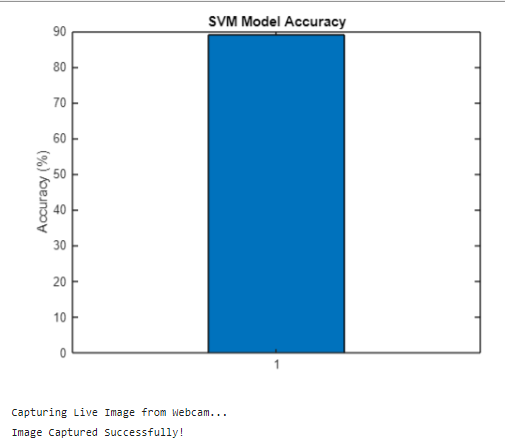 SVM Model Accuracy
90
80
70
60
50
40
30
20
10
0
Accuracy (%)
1
Capturing Live Image from Webcam...
Image Captured Successfully!